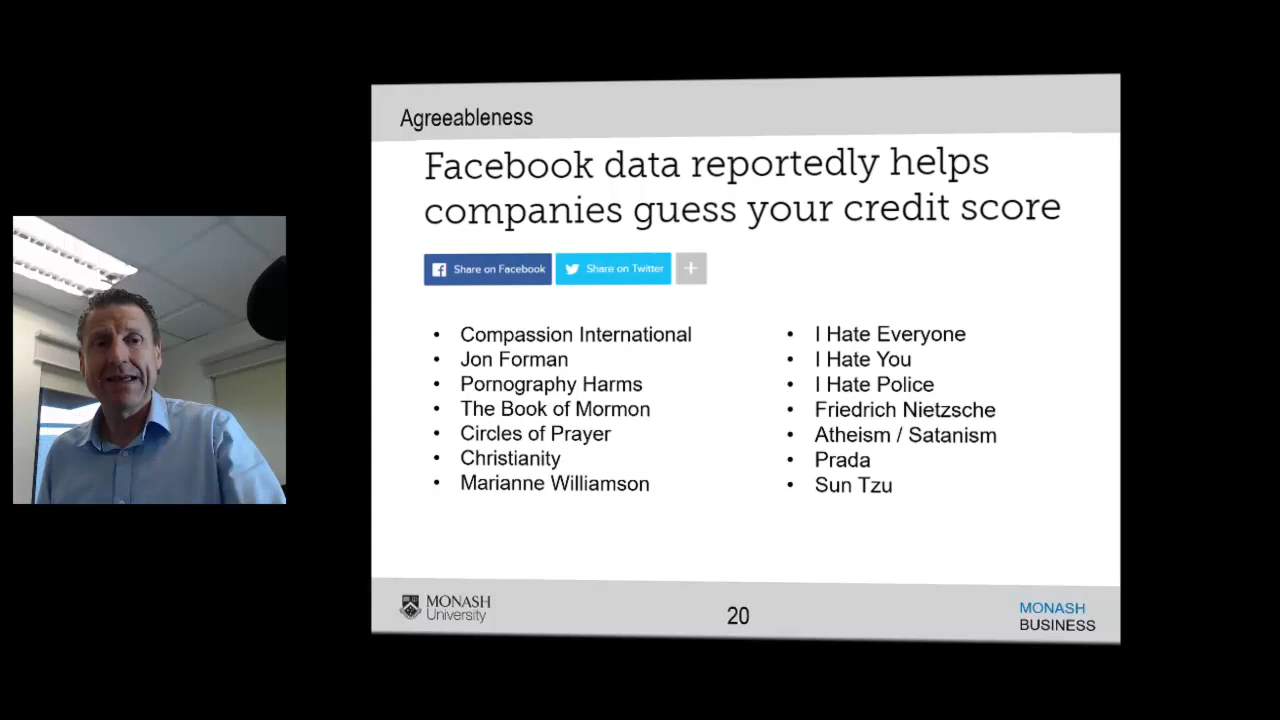 Agreeableness
Facebook data reportedly helps
companies guess your credit score
Share on Facebook
Share on Twitter
+
• Compassion International
• Jon Forman
• Pornography Harms
• The Book of Mormon
• Circles of Prayer
• Christianity
• Marianne Williamson
• I Hate Everyone
• I Hate You
• I Hate Police
• Friedrich Nietzsche
• Atheism / Satanism
• Prada
• Sun Tzu
MONASH
University
20
MONASH
BUSINESS